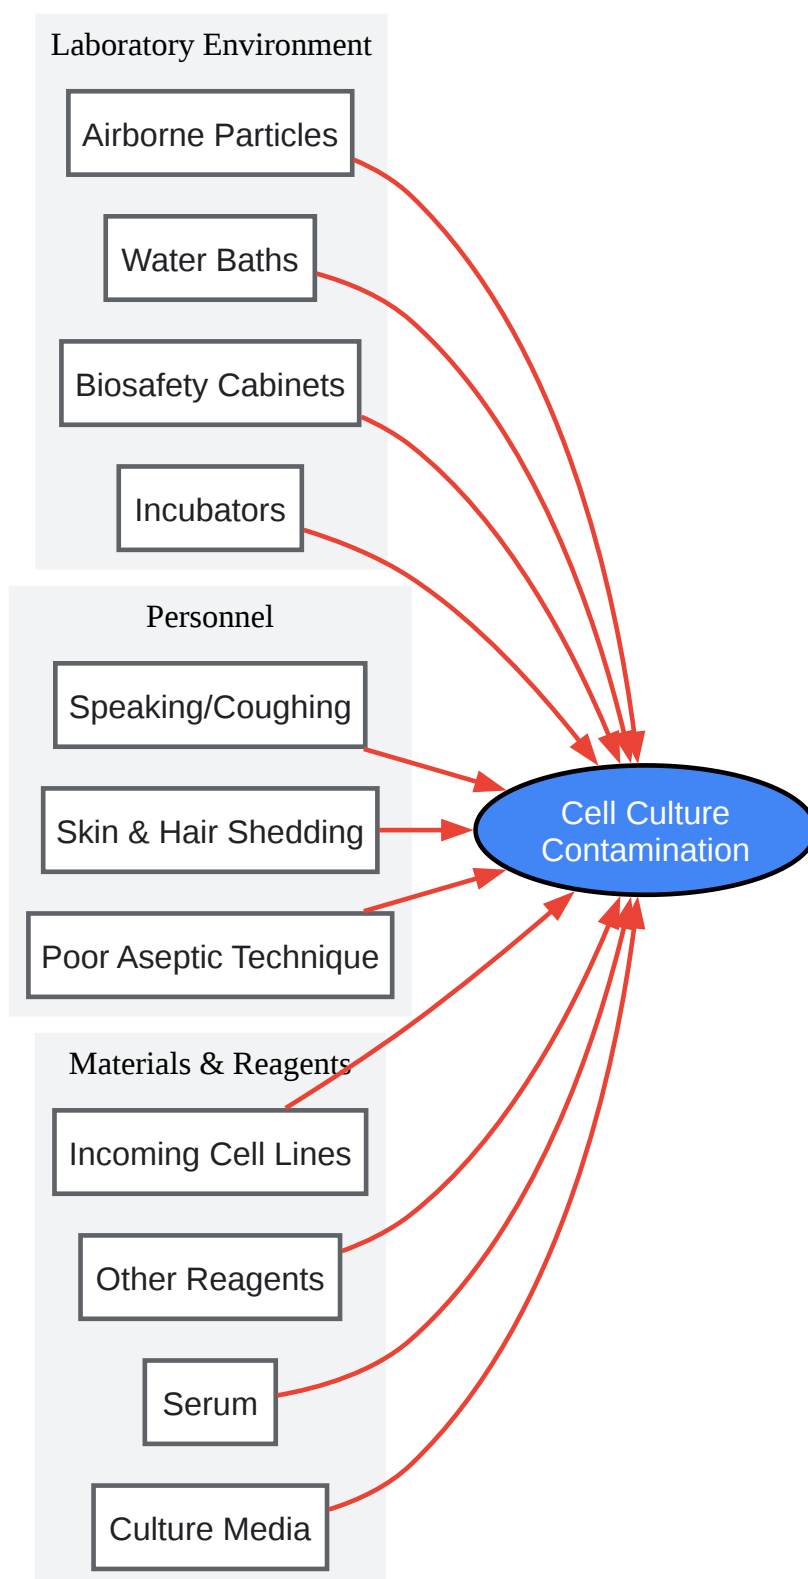 Laboratory Environment
Airborne Particles
Water Baths
Biosafety Cabinets
Incubators
Personnel
Speaking/Coughing
Skin & Hair Shedding
Poor Aseptic Technique
Cell Culture
Contamination
Materials & Reagents
Incoming Cell Lines
Other Reagents
Serum
Culture Media